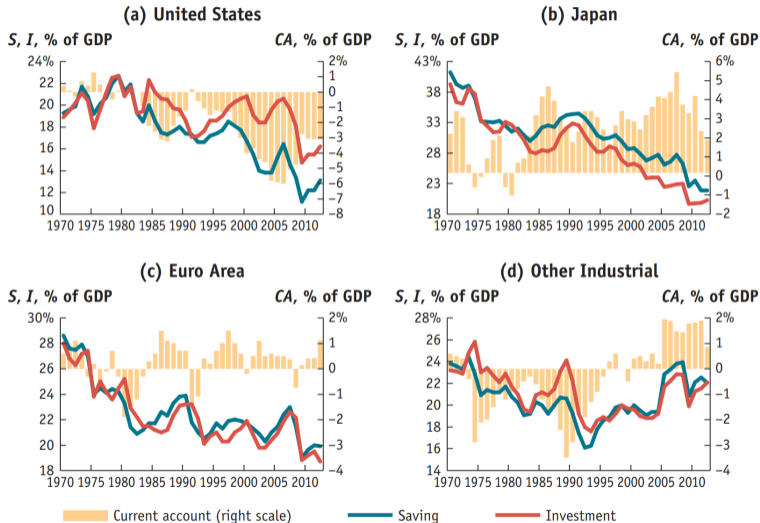 (a) United States
S, I, % of GDP CA, % of GDP
24% 2%
22 1
20 0
18 –1
16 –2
14 –3
12 –4
10 –5
–6
–7
–8
1970 1975 1980 1985 1990 1995 2000 2005 2010
(b) Japan
S, I, % of GDP CA, % of GDP
43% 6%
38 5
33 4
28 3
23 2
18 1
0
–1
–2
1970 1975 1980 1985 1990 1995 2000 2005 2010
(c) Euro Area
S, I, % of GDP CA, % of GDP
30% 2%
28 1
26 0
24 –1
22 –2
20 –3
18 –4
1970 1975 1980 1985 1990 1995 2000 2005 2010
(d) Other Industrial
S, I, % of GDP CA, % of GDP
28% 2%
26 1
24 0
22 –1
20 –2
18 –3
16 –4
14
1970 1975 1980 1985 1990 1995 2000 2005 2010
Current account (right scale) Saving Investment